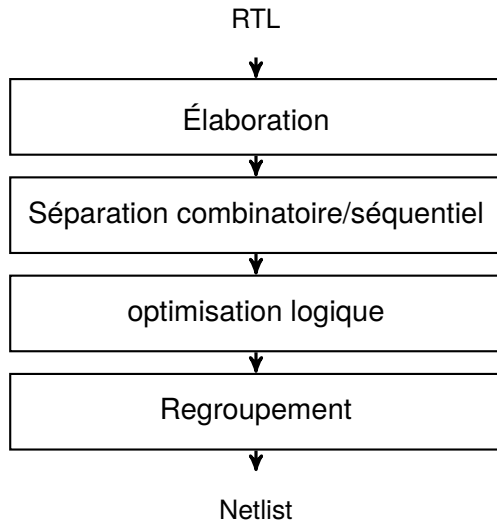 RTL
Élaboration
Séparation combinatoire/séquentiel
optimisation logique
Regroupement
Netlist